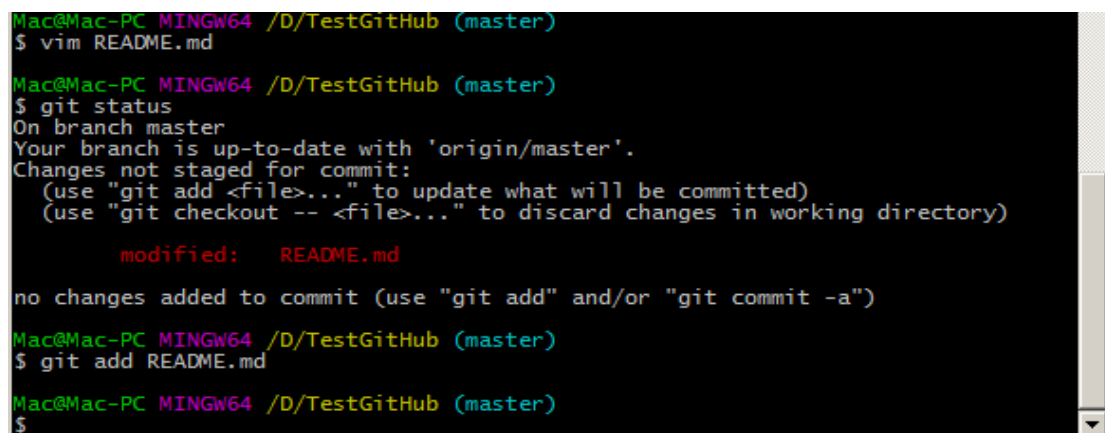 Mac@Mac-PC MINGW64 /D/TestGitHub (master)
$ vim README.md
Mac@Mac-PC MINGW64 /D/TestGitHub (master)
$ git status
On branch master
Your branch is up-to-date with 'origin/master'.
Changes not staged for commit:
  (use "git add <file>..." to update what will be committed)
  (use "git checkout -- <file>..." to discard changes in working directory)
        modified:   README.md
no changes added to commit (use "git add" and/or "git commit -a")
Mac@Mac-PC MINGW64 /D/TestGitHub (master)
$ git add README.md
Mac@Mac-PC MINGW64 /D/TestGitHub (master)
$